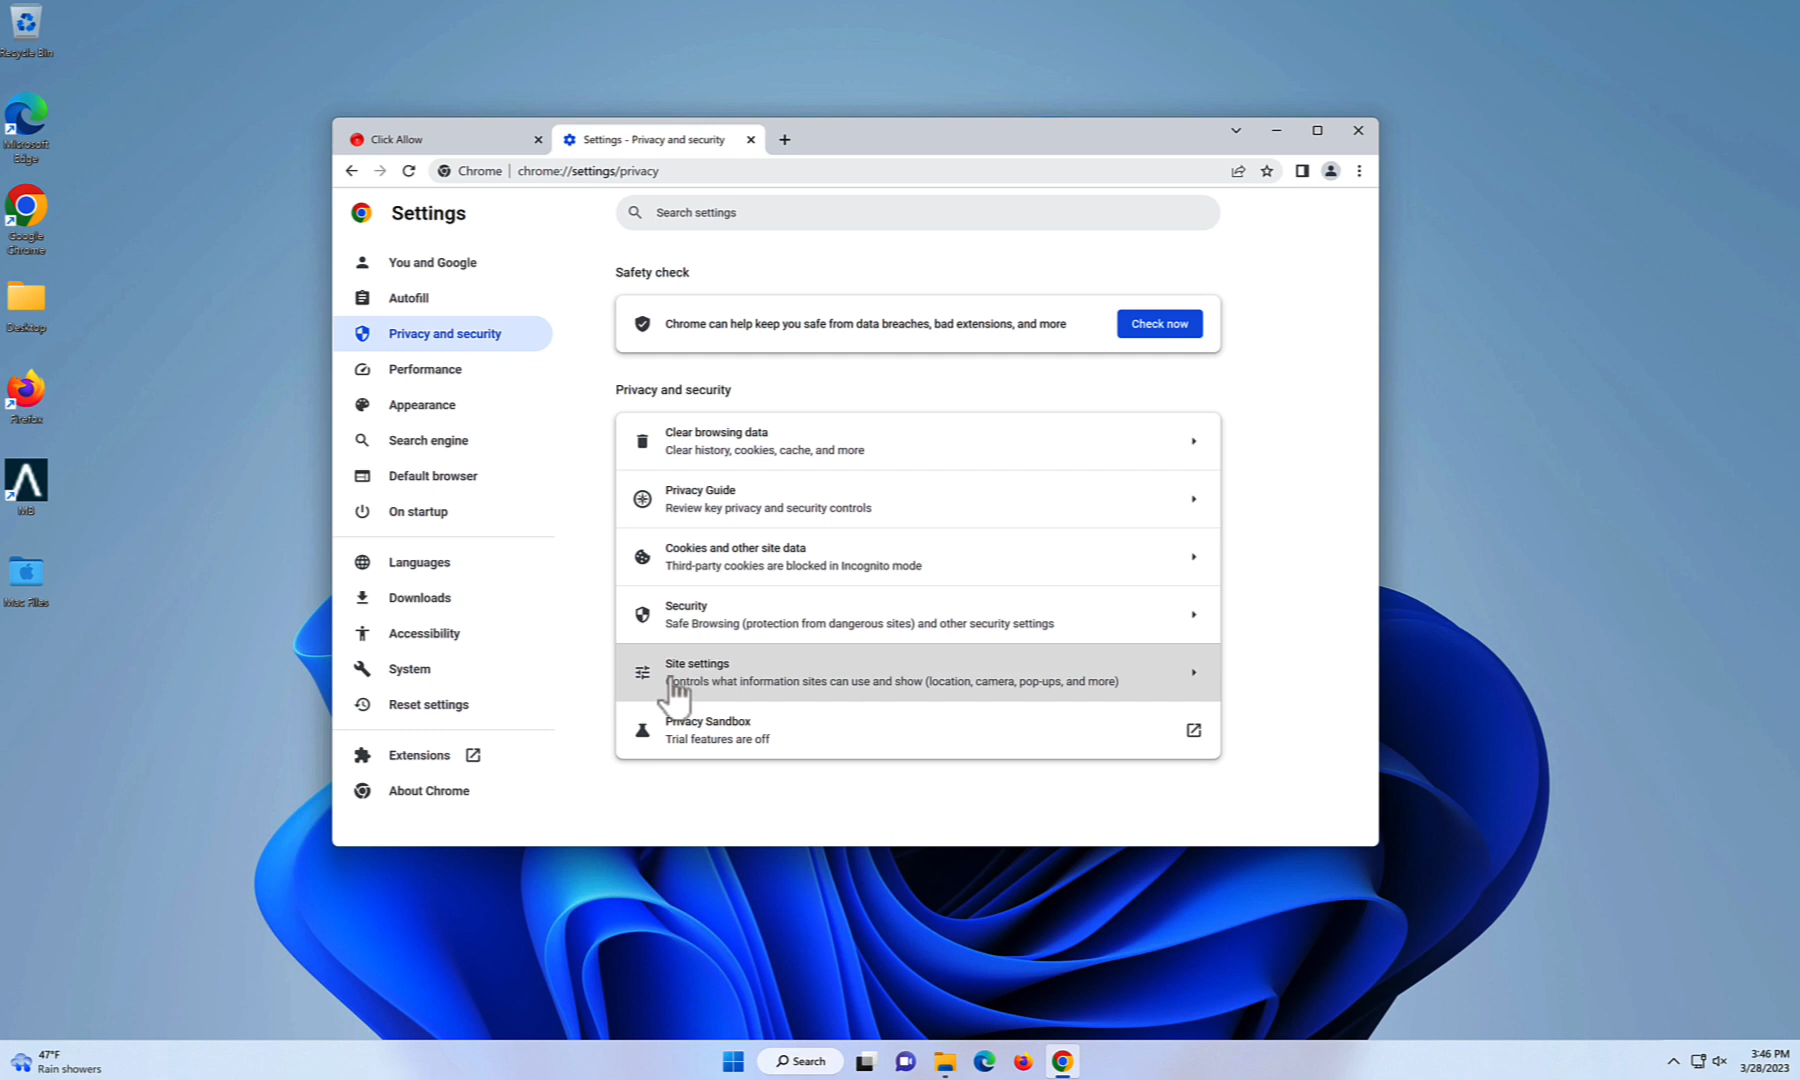 Recycle Bin
Microsoft
Edge
Google
Chrome
Desktop
Firefox
MB
Mac Files
Click Allow
Settings - Privacy and security
Chrome
chrome://settings/privacy
Settings
Search settings
You and Google
Autofill
Privacy and security
Performance
Appearance
Search engine
Default browser
On startup
Languages
Downloads
Accessibility
System
Reset settings
Extensions
About Chrome
Safety check
Chrome can help keep you safe from data breaches, bad extensions, and more
Check now
Privacy and security
Clear browsing data
Clear history, cookies, cache, and more
Privacy Guide
Review key privacy and security controls
Cookies and other site data
Third-party cookies are blocked in Incognito mode
Security
Safe Browsing (protection from dangerous sites) and other security settings
Site settings
Controls what information sites can use and show (location, camera, pop-ups, and more)
Privacy Sandbox
Trial features are off
47°F
Rain showers
Search
3:46 PM
3/28/2023